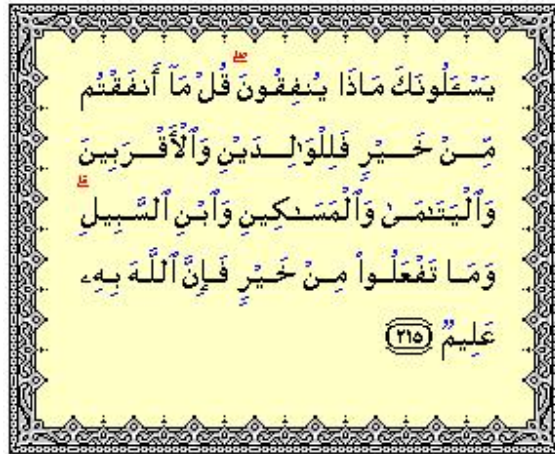 يَسْـَٔلُونَكَ مَاذَا يُنفِقُونَ ۖ قُلْ مَآ أَنفَقْتُم
مِّنْ خَيْرٍ فَلِلْوَٰلِدَيْنِ وَٱلْأَقْرَبِينَ
وَٱلْيَتَـٰمَىٰ وَٱلْمَسَـٰكِينِ وَٱبْنِ ٱلسَّبِيلِ ۗ
وَمَا تَفْعَلُوا۟ مِنْ خَيْرٍ فَإِنَّ ٱللَّهَ بِهِۦ
عَلِيمٌ ٢١٥